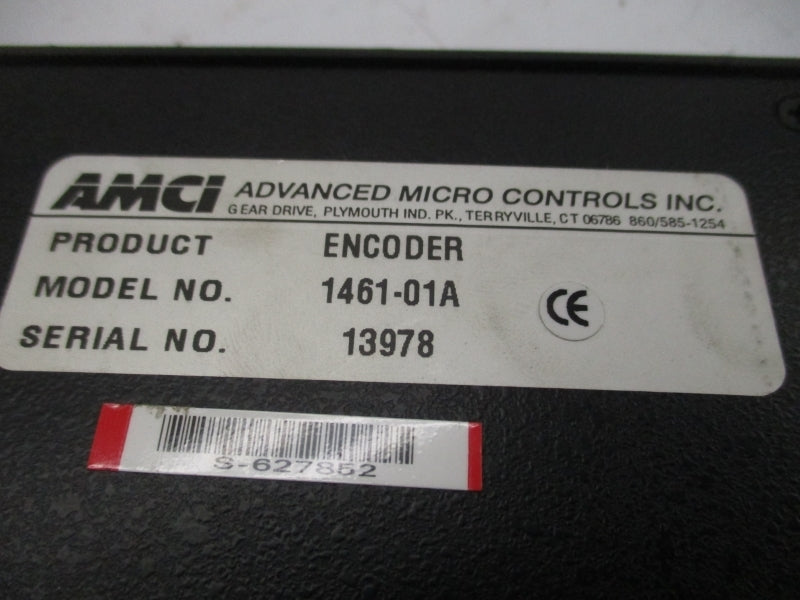 AMCI ADVANCED MICRO CONTROLS INC.
GEAR DRIVE, PLYMOUTH IND. PK., TERRYVILLE, CT 06786 860/585-1254
PRODUCT ENCODER
MODEL NO. 1461-01A
CE
SERIAL NO. 13978
S-627852